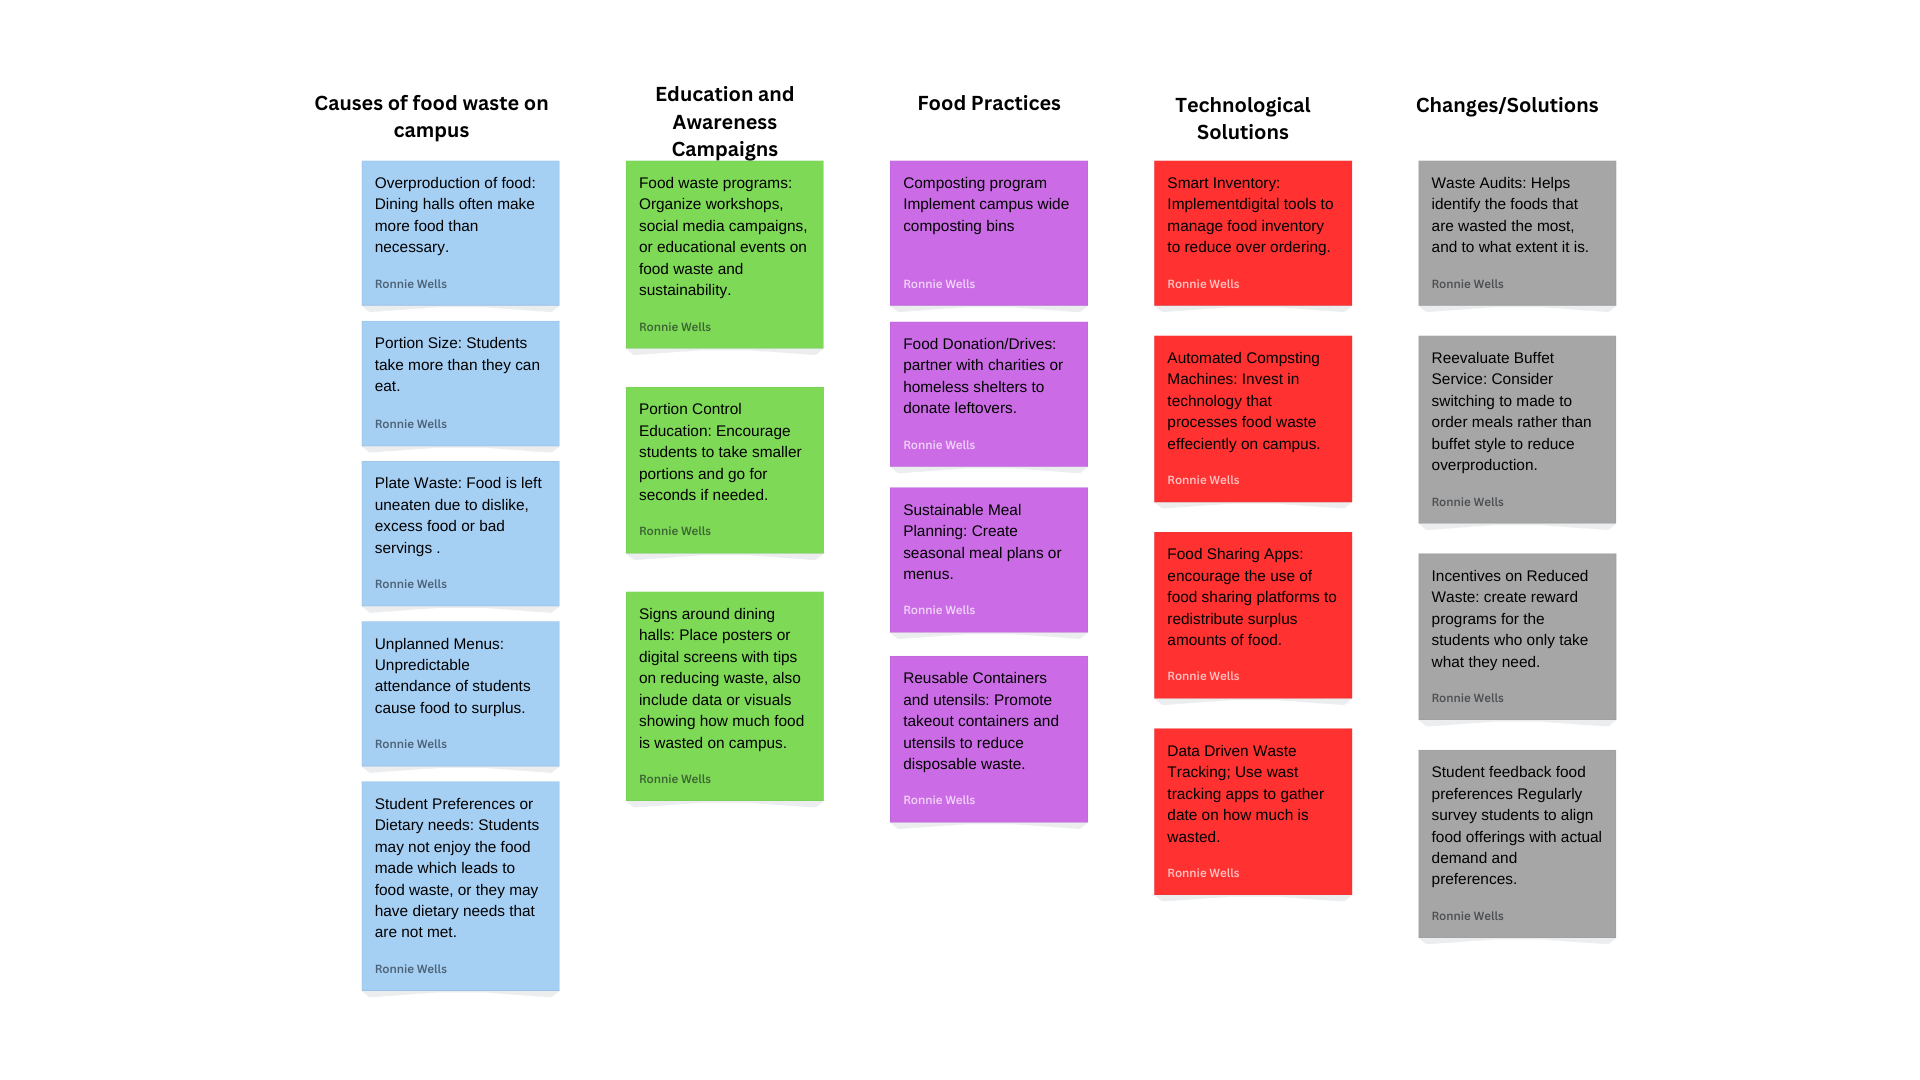 Causes of food waste on
campus
Overproduction of food:
Dining halls often make
more food than
necessary.
Ronnie Wells
Portion Size: Students
take more than they can
eat.
Ronnie Wells
Plate Waste: Food is left
uneaten due to dislike,
excess food or bad
servings .
Ronnie Wells
Unplanned Menus:
Unpredictable
attendance of students
cause food to surplus.
Ronnie Wells
Student Preferences or
Dietary needs: Students
may not enjoy the food
made which leads to
food waste, or they may
have dietary needs that
are not met.
Ronnie Wells
Education and
Awareness
Campaigns
Food waste programs:
Organize workshops,
social media campaigns,
or educational events on
food waste and
sustainability.
Ronnie Wells
Portion Control
Education: Encourage
students to take smaller
portions and go for
seconds if needed.
Ronnie Wells
Signs around dining
halls: Place posters or
digital screens with tips
on reducing waste, also
include data or visuals
showing how much food
is wasted on campus.
Ronnie Wells
Food Practices
Composting program
Implement campus wide
composting bins
Ronnie Wells
Food Donation/Drives:
partner with charities or
homeless shelters to
donate leftovers.
Ronnie Wells
Sustainable Meal
Planning: Create
seasonal meal plans or
menus.
Ronnie Wells
Reusable Containers
and utensils: Promote
takeout containers and
utensils to reduce
disposable waste.
Ronnie Wells
Technological
Solutions
Smart Inventory:
Implementdigital tools to
manage food inventory
to reduce over ordering.
Ronnie Wells
Automated Compsting
Machines: Invest in
technology that
processes food waste
effeciently on campus.
Ronnie Wells
Food Sharing Apps:
encourage the use of
food sharing platforms to
redistribute surplus
amounts of food.
Ronnie Wells
Data Driven Waste
Tracking; Use wast
tracking apps to gather
date on how much is
wasted.
Ronnie Wells
Changes/Solutions
Waste Audits: Helps
identify the foods that
are wasted the most,
and to what extent it is.
Ronnie Wells
Reevaluate Buffet
Service: Consider
switching to made to
order meals rather than
buffet style to reduce
overproduction.
Ronnie Wells
Incentives on Reduced
Waste: create reward
programs for the
students who only take
what they need.
Ronnie Wells
Student feedback food
preferences Regularly
survey students to align
food offerings with actual
demand and
preferences.
Ronnie Wells